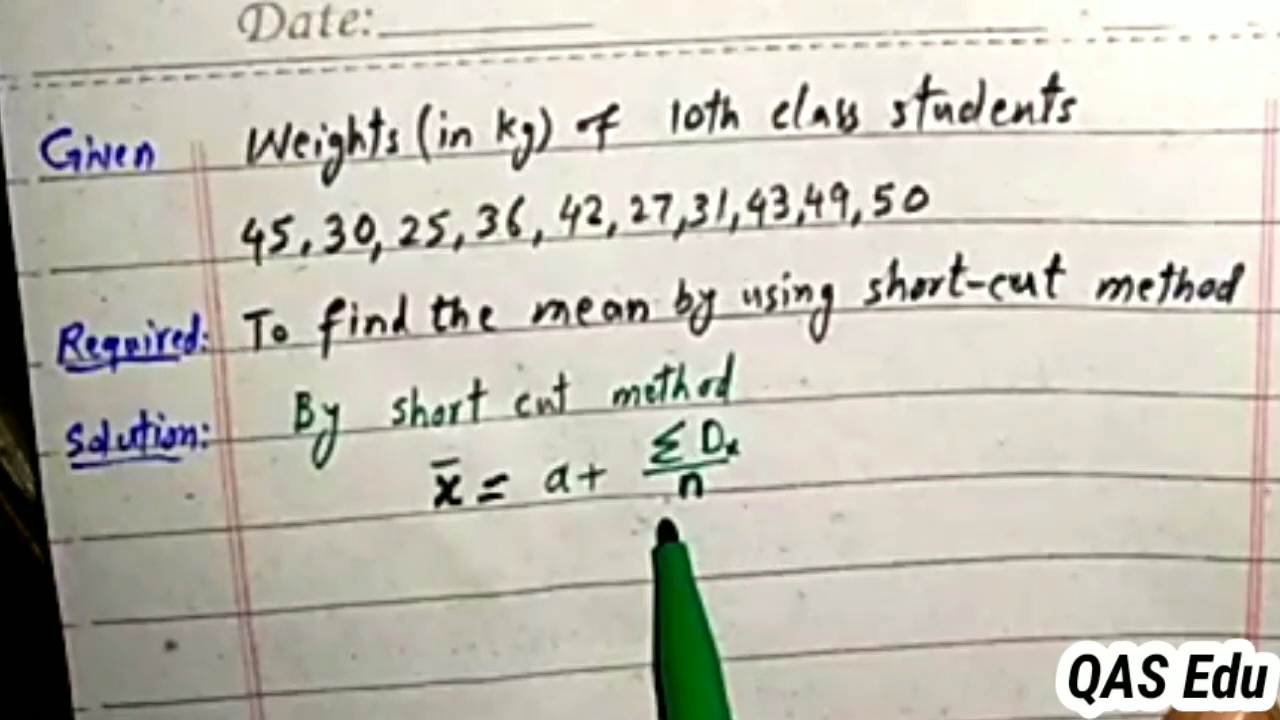 Date:
Given Weights (in kg) of 10th class students
45, 30, 25, 36, 42, 27, 31, 43, 49, 50
Required: To find the mean by using short-cut method
Solution: By short cut method
x̄ = a + ΣDx/n
QAS Edu